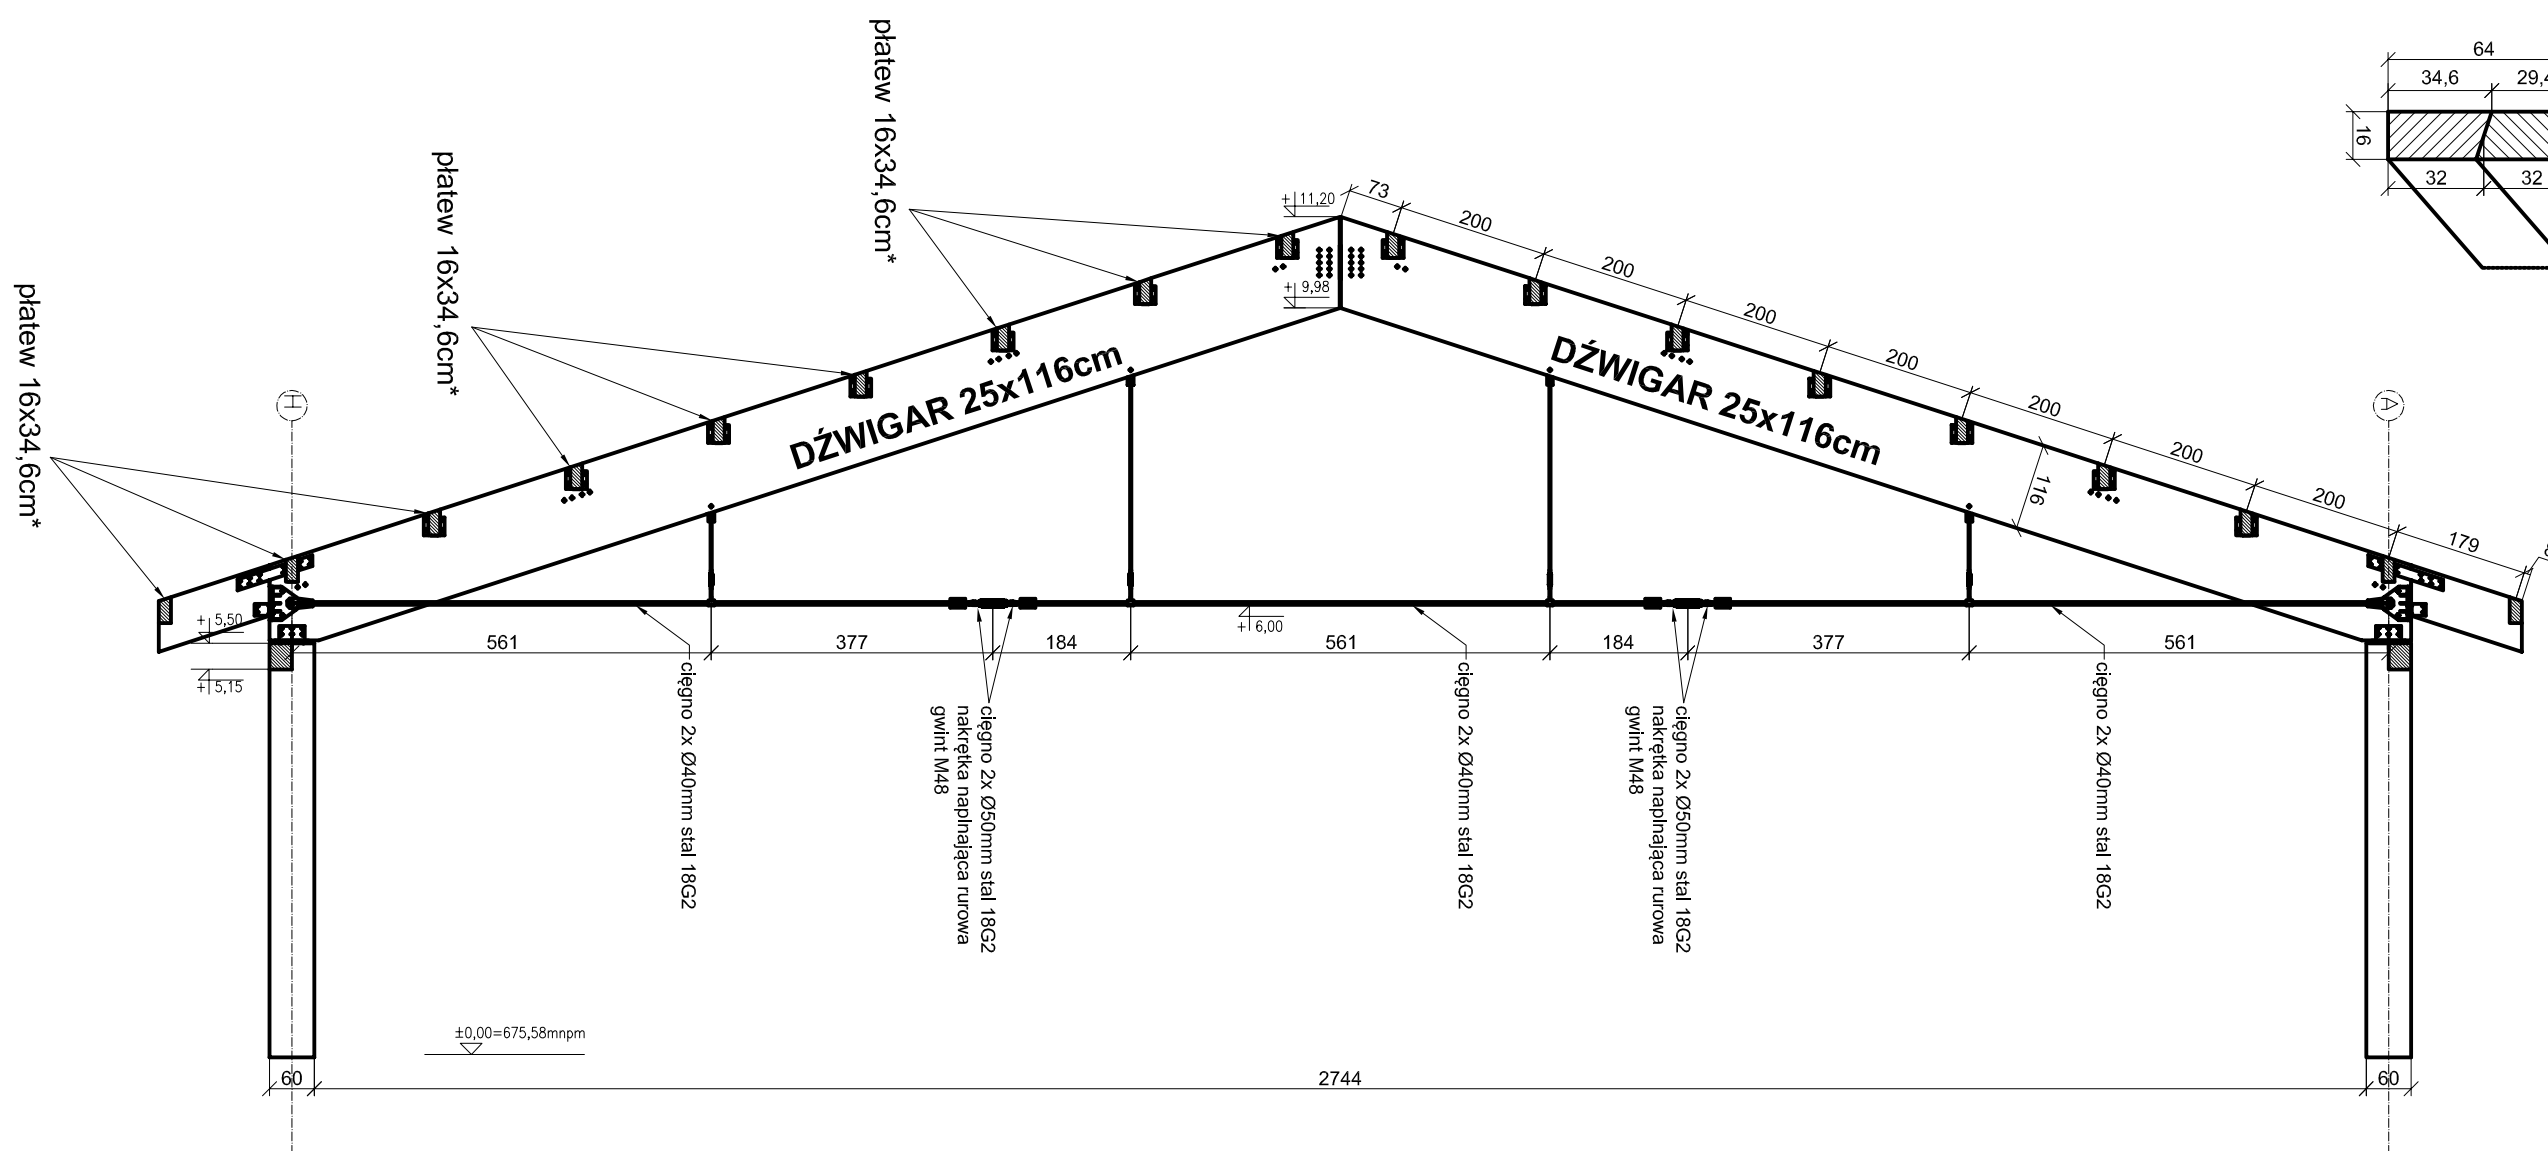 64
34,6
29,4
16
32
32
płatew 16x34,6cm*
płatew 16x34,6cm*
płatew 16x34,6cm*
+11,20
+9,98
73
200
200
200
200
200
200
200
179
DŹWIGAR 25x116cm
DŹWIGAR 25x116cm
116
H
A
+5,50
+5,15
+6,00
561
377
184
561
184
377
561
cięgno 2x Ø40mm stal 18G2
cięgno 2x Ø50mm stal 18G2
nakrętka naplnająca rurowa
gwint M48
cięgno 2x Ø40mm stal 18G2
cięgno 2x Ø50mm stal 18G2
nakrętka naplnająca rurowa
gwint M48
cięgno 2x Ø40mm stal 18G2
±0,00=675,58mnpm
60
2744
60